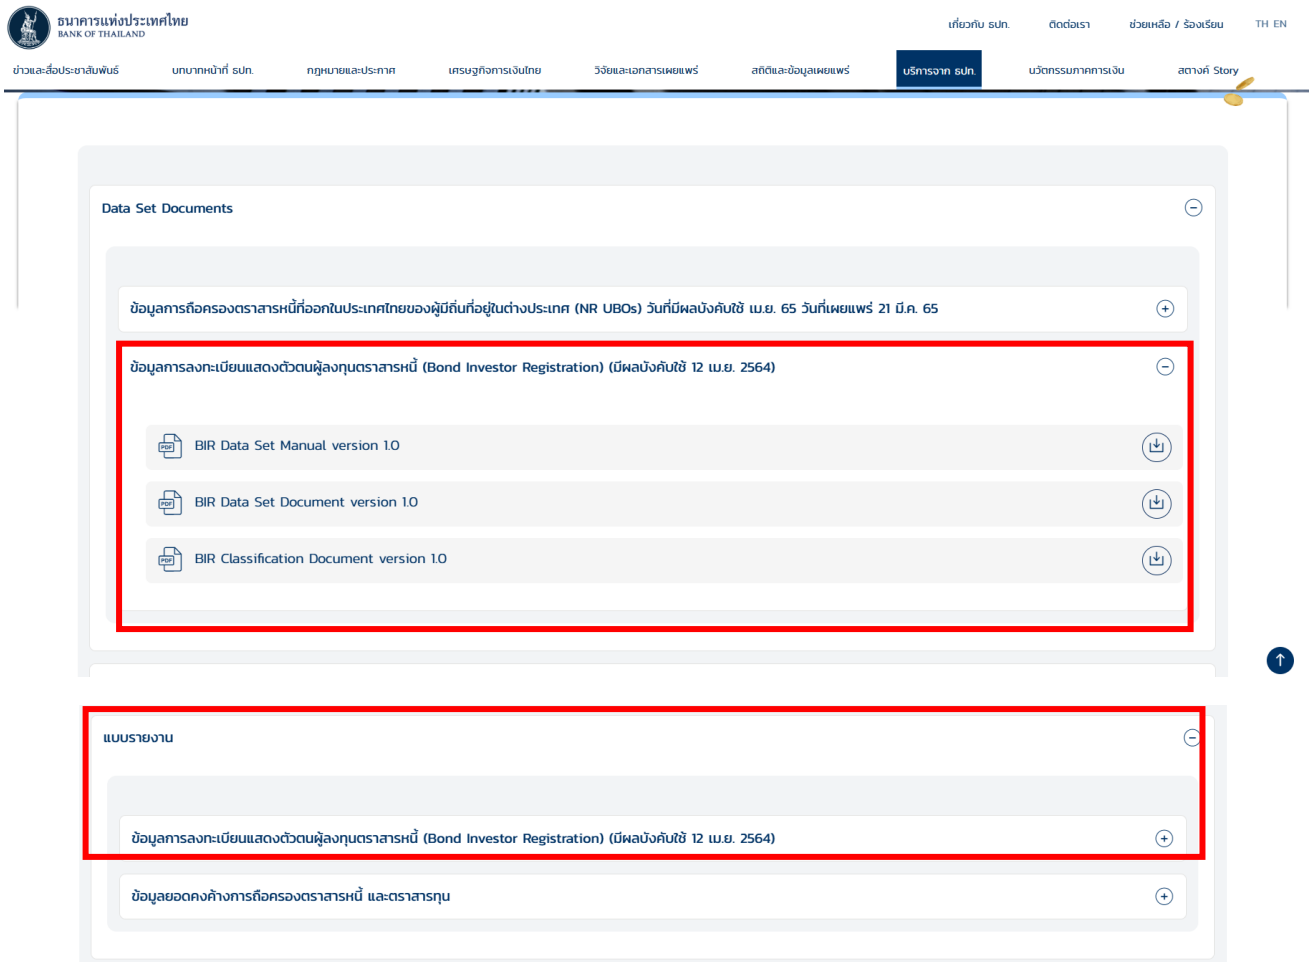 ธนาคารแห่งประเทศไทย
BANK OF THAILAND
เกี่ยวกับ ธปท. ติดต่อเรา ช่วยเหลือ / ร้องเรียน TH EN
ข่าวและสื่อประชาสัมพันธ์ บทบาทหน้าที่ ธปท. กฎหมายและประกาศ เศรษฐกิจการเงินไทย วิจัยและเอกสารเผยแพร่ สถิติและข้อมูลเผยแพร่ บริการจาก ธปท. นวัตกรรมภาคการเงิน สตางค์ Story
Data Set Documents
ข้อมูลการถือครองตราสารหนี้ที่ออกในประเทศไทยของผู้มีถิ่นที่อยู่ในต่างประเทศ (NR UBOs) วันที่มีผลบังคับใช้ เม.ย. 65 วันที่เผยแพร่ 21 มี.ค. 65
ข้อมูลการลงทะเบียนแสดงตัวตนผู้ลงทุนตราสารหนี้ (Bond Investor Registration) (มีผลบังคับใช้ 12 เม.ย. 2564)
PDF BIR Data Set Manual version 1.0
PDF BIR Data Set Document version 1.0
PDF BIR Classification Document version 1.0
แบบรายงาน
ข้อมูลการลงทะเบียนแสดงตัวตนผู้ลงทุนตราสารหนี้ (Bond Investor Registration) (มีผลบังคับใช้ 12 เม.ย. 2564)
ข้อมูลยอดคงค้างการถือครองตราสารหนี้ และตราสารทุน